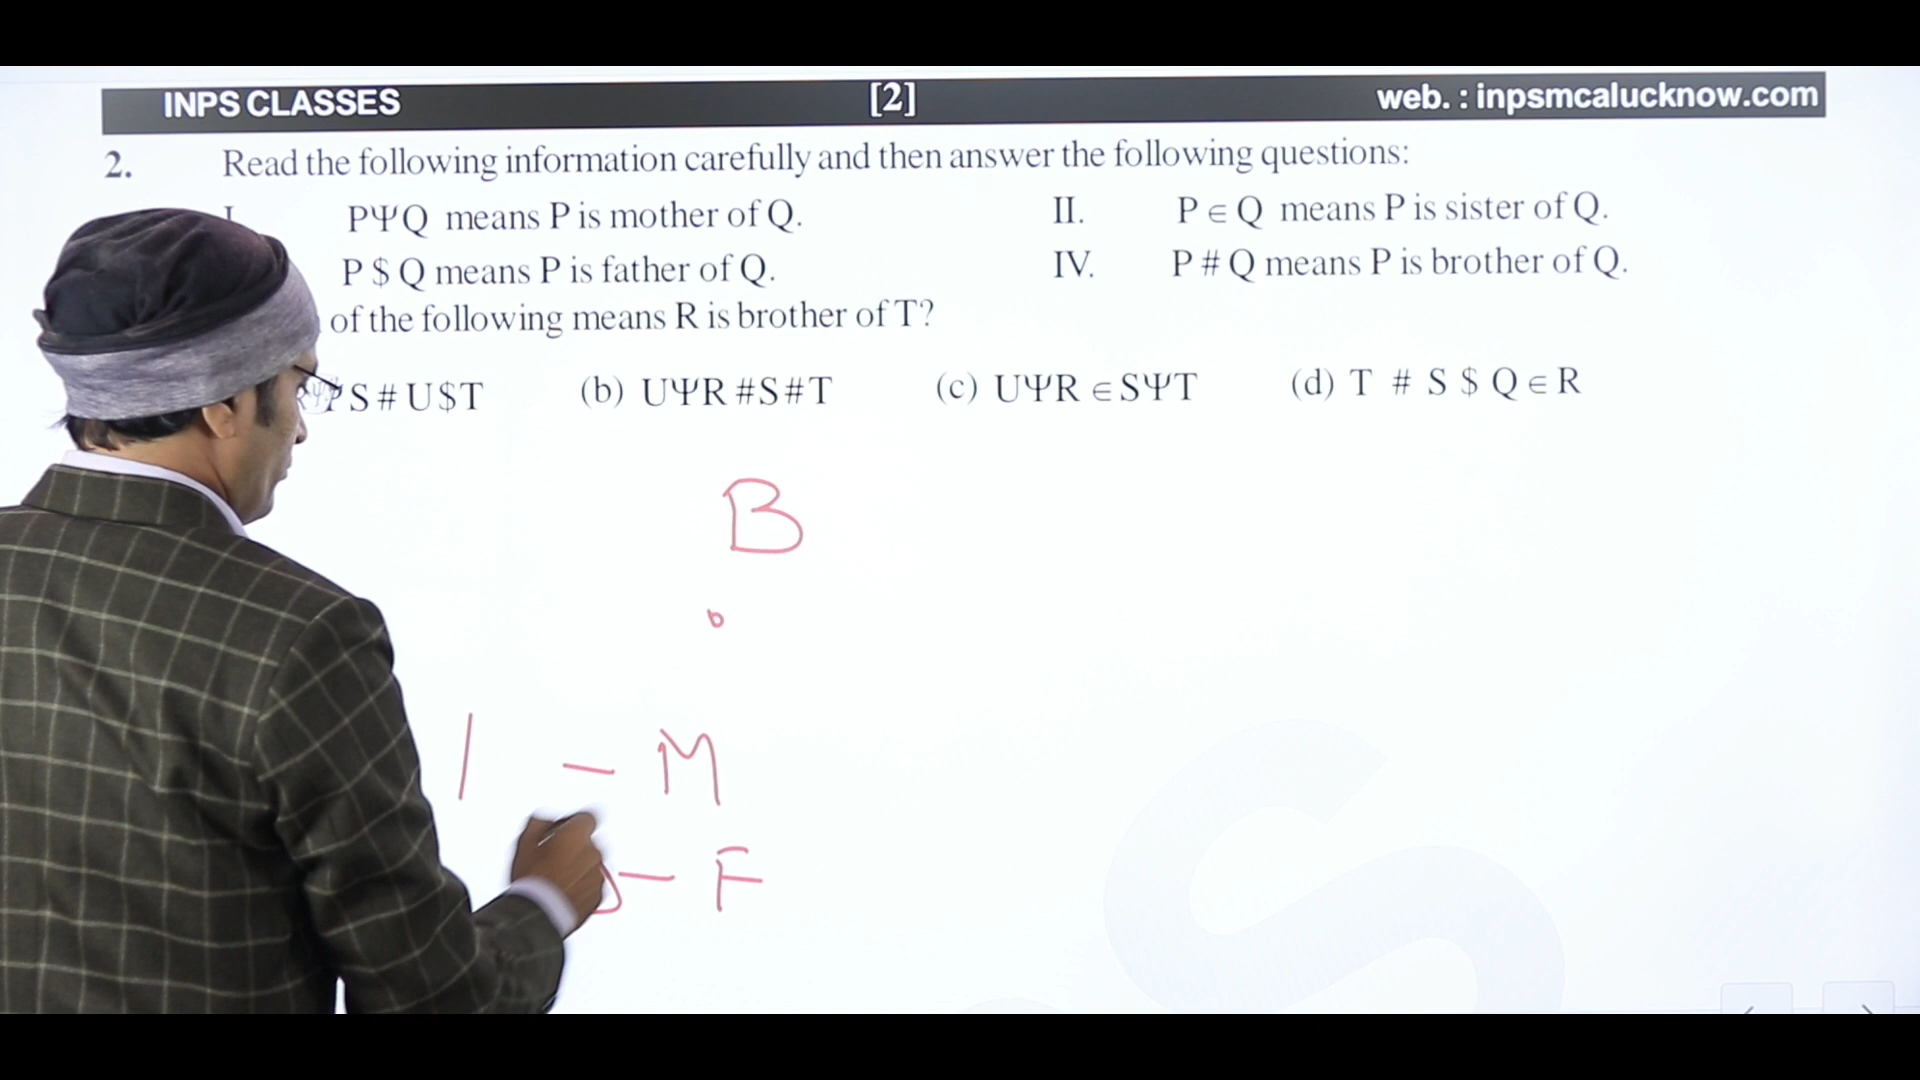 INPS CLASSES [2] web. : inpsmcalucknow.com
2. Read the following information carefully and then answer the following questions:
PΨQ means P is mother of Q. II. P ∈ Q means P is sister of Q.
P $ Q means P is father of Q. IV. P # Q means P is brother of Q.
of the following means R is brother of T?
S # U $ T (b) UΨR # S # T (c) UΨR ∈ SΨT (d) T # S $ Q ∈ R
B
– M
– F